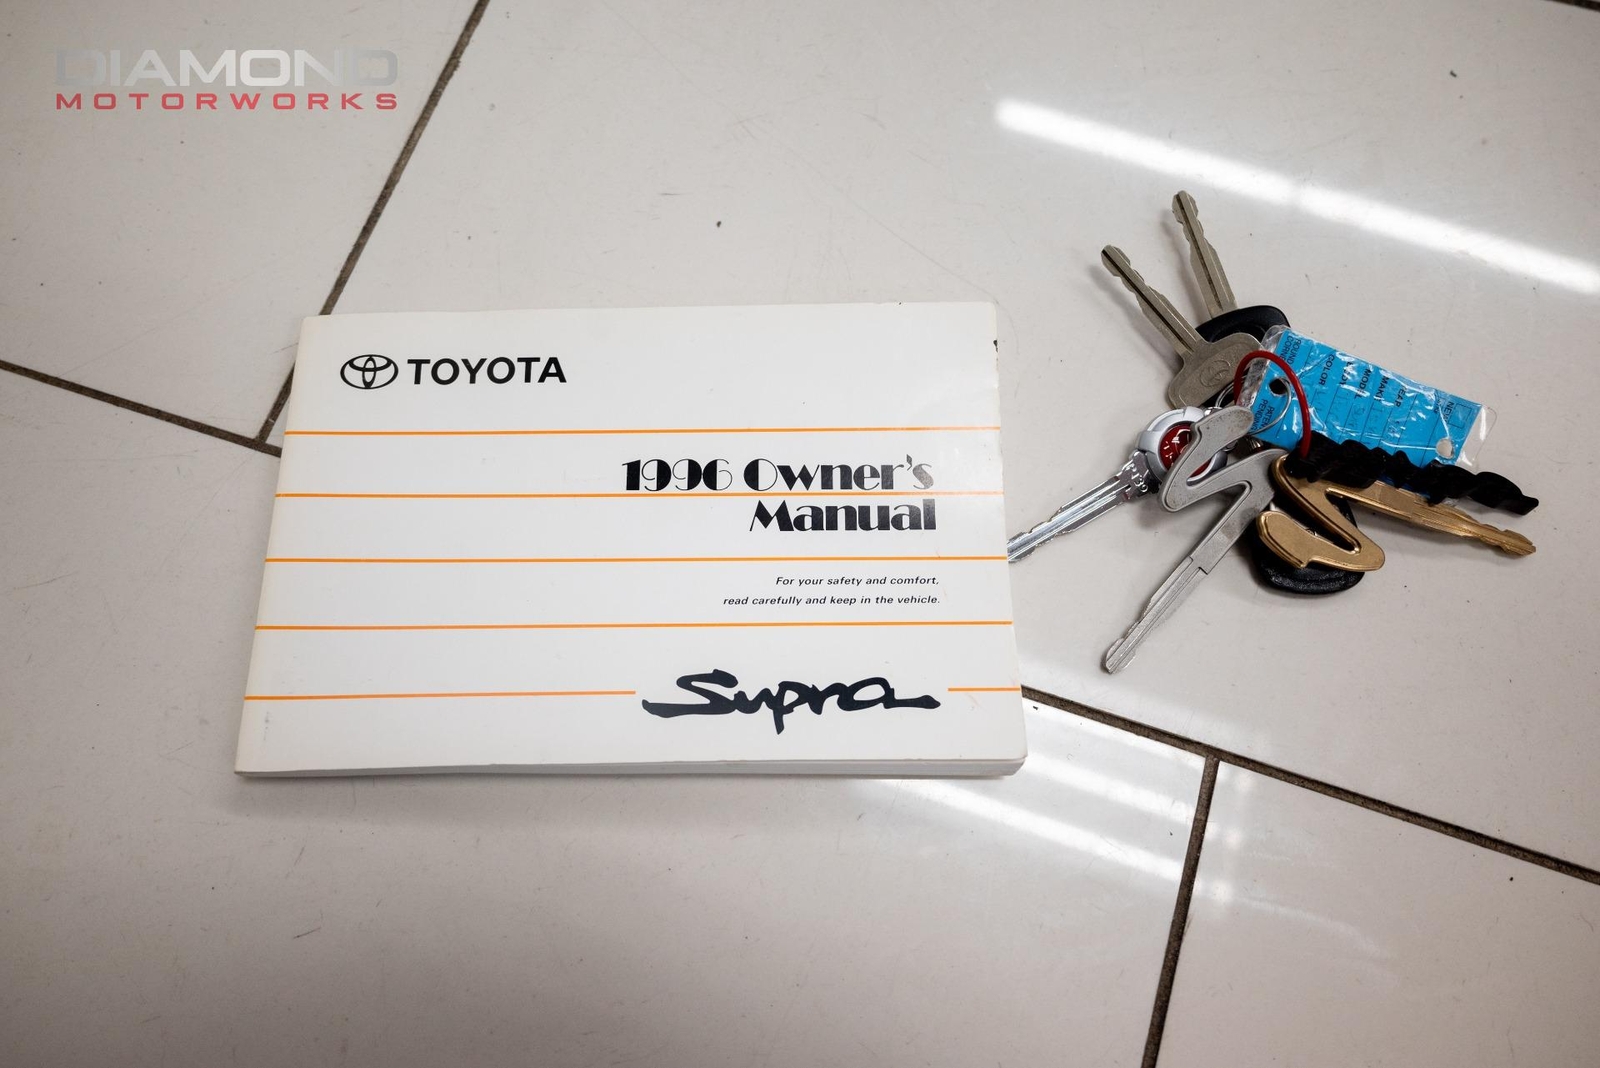 DIAMOND
MOTORWORKS
TOYOTA
1996 Owner's
Manual
For your safety and comfort,
read carefully and keep in the vehicle.
Supra
COLOR